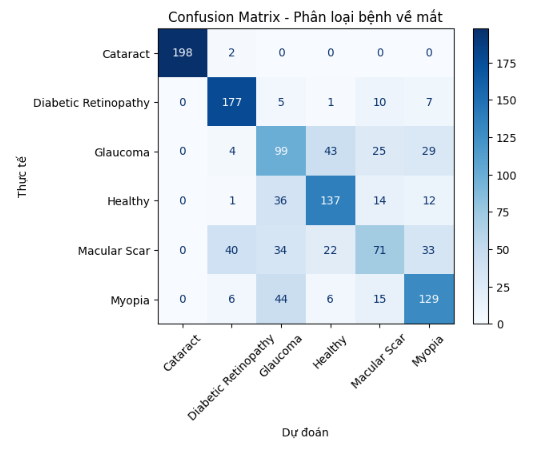 Confusion Matrix - Phân loại bệnh về mắt
Thực tế
Cataract 198 2 0 0 0 0
Diabetic Retinopathy 0 177 5 1 10 7
Glaucoma 0 4 99 43 25 29
Healthy 0 1 36 137 14 12
Macular Scar 0 40 34 22 71 33
Myopia 0 6 44 6 15 129
Cataract
Diabetic Retinopathy
Glaucoma
Healthy
Macular Scar
Myopia
Dự đoán
175
150
125
100
75
50
25
0